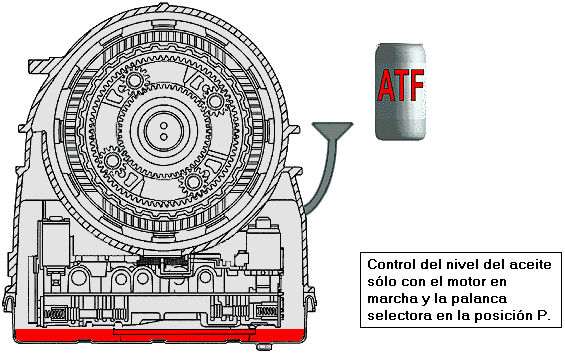 ATF
Control del nivel del aceite
sólo con el motor en
marcha y la palanca
selectora en la posición P.